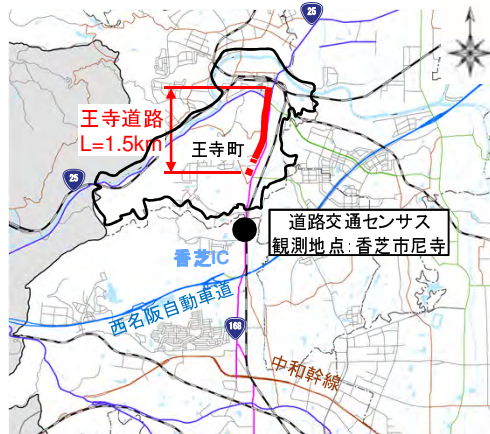 25
王寺道路
L=1.5km
王寺町
25
道路交通センサス
観測地点:香芝市尼寺
香芝IC
西名阪自動車道
168
中和幹線